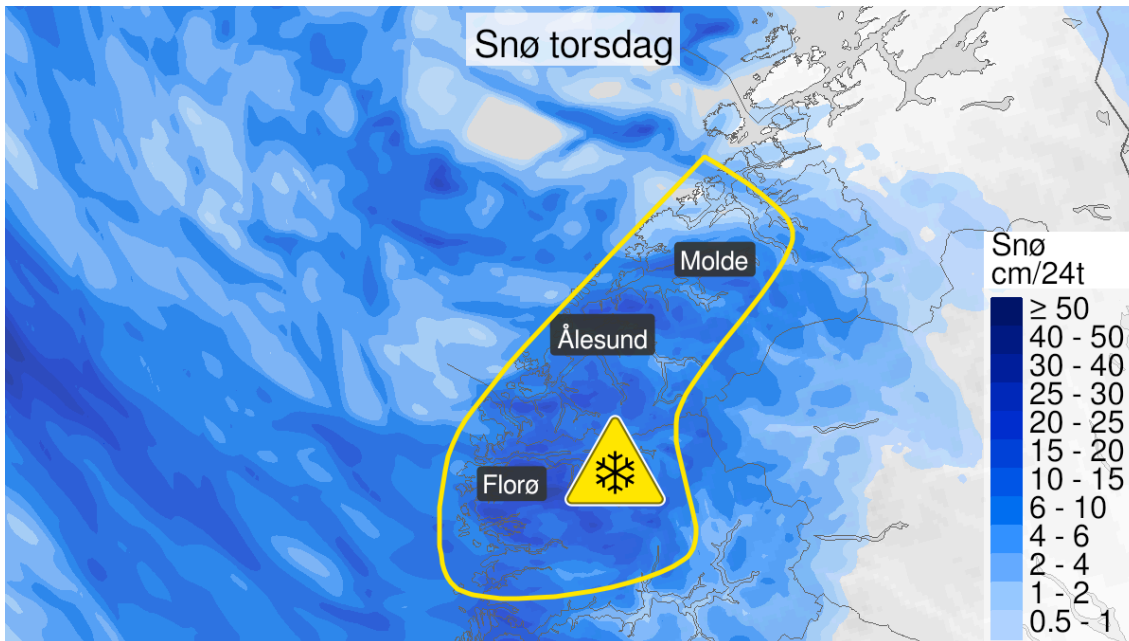 Snø torsdag
Molde
Ålesund
Florø
Snø
cm/24t
≥ 50
40 - 50
30 - 40
25 - 30
20 - 25
15 - 20
10 - 15
6 - 10
4 - 6
2 - 4
1 - 2
0.5 - 1